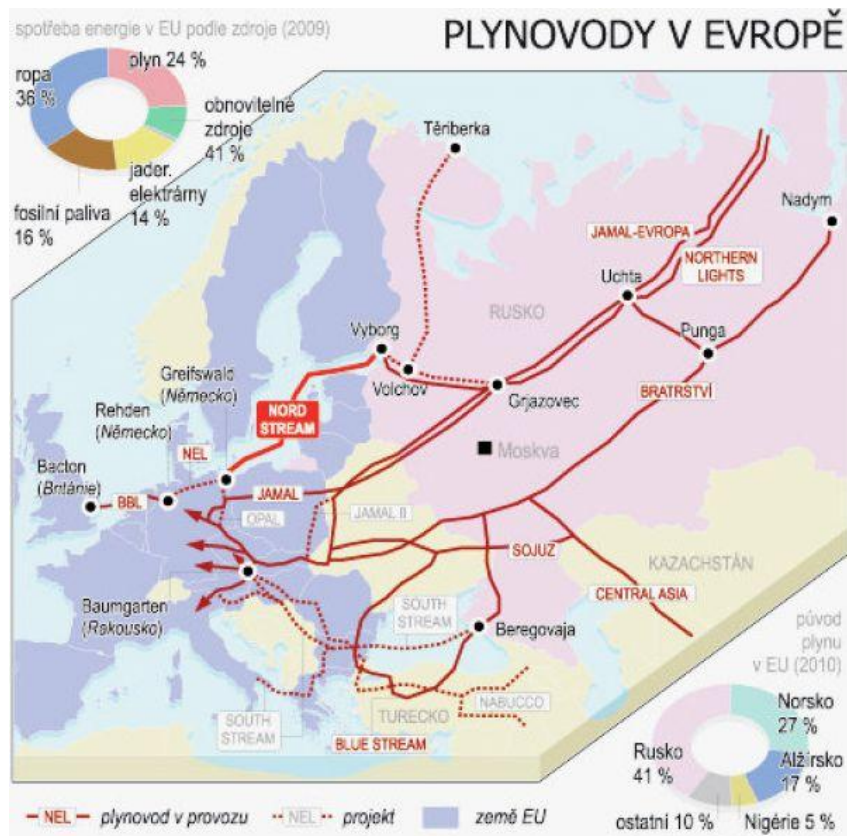 spotřeba energie v EU podle zdroje (2009)
PLYNOVODY V EVROPĚ
ropa
36 %
plyn 24 %
obnovitelné
zdroje
41 %
jader.
elektrárny
14 %
fosilní paliva
16 %
Těriberka
Nadym
JAMAL-EVROPA
NORTHERN
LIGHTS
Uchta
RUSKO
Punga
Vyborg
Volchov
Grjazovec
BRATRSTVÍ
Greifswald
(Německo)
NORD
STREAM
Rehden
(Německo)
NEL
Moskva
Bacton
(Británie)
BBL
JAMAL
OPAL
JAMAL II
SOJUZ
KAZACHSTÁN
CENTRAL ASIA
Baumgarten
(Rakousko)
SOUTH
STREAM
Beregovaja
SOUTH
STREAM
TURECKO
NABUCCO
BLUE STREAM
původ
plynu
v EU (2010)
Norsko
27 %
Rusko
41 %
Alžírsko
17 %
ostatní 10 %
Nigérie 5 %
NEL plynovod v provozu
NEL projekt
země EU